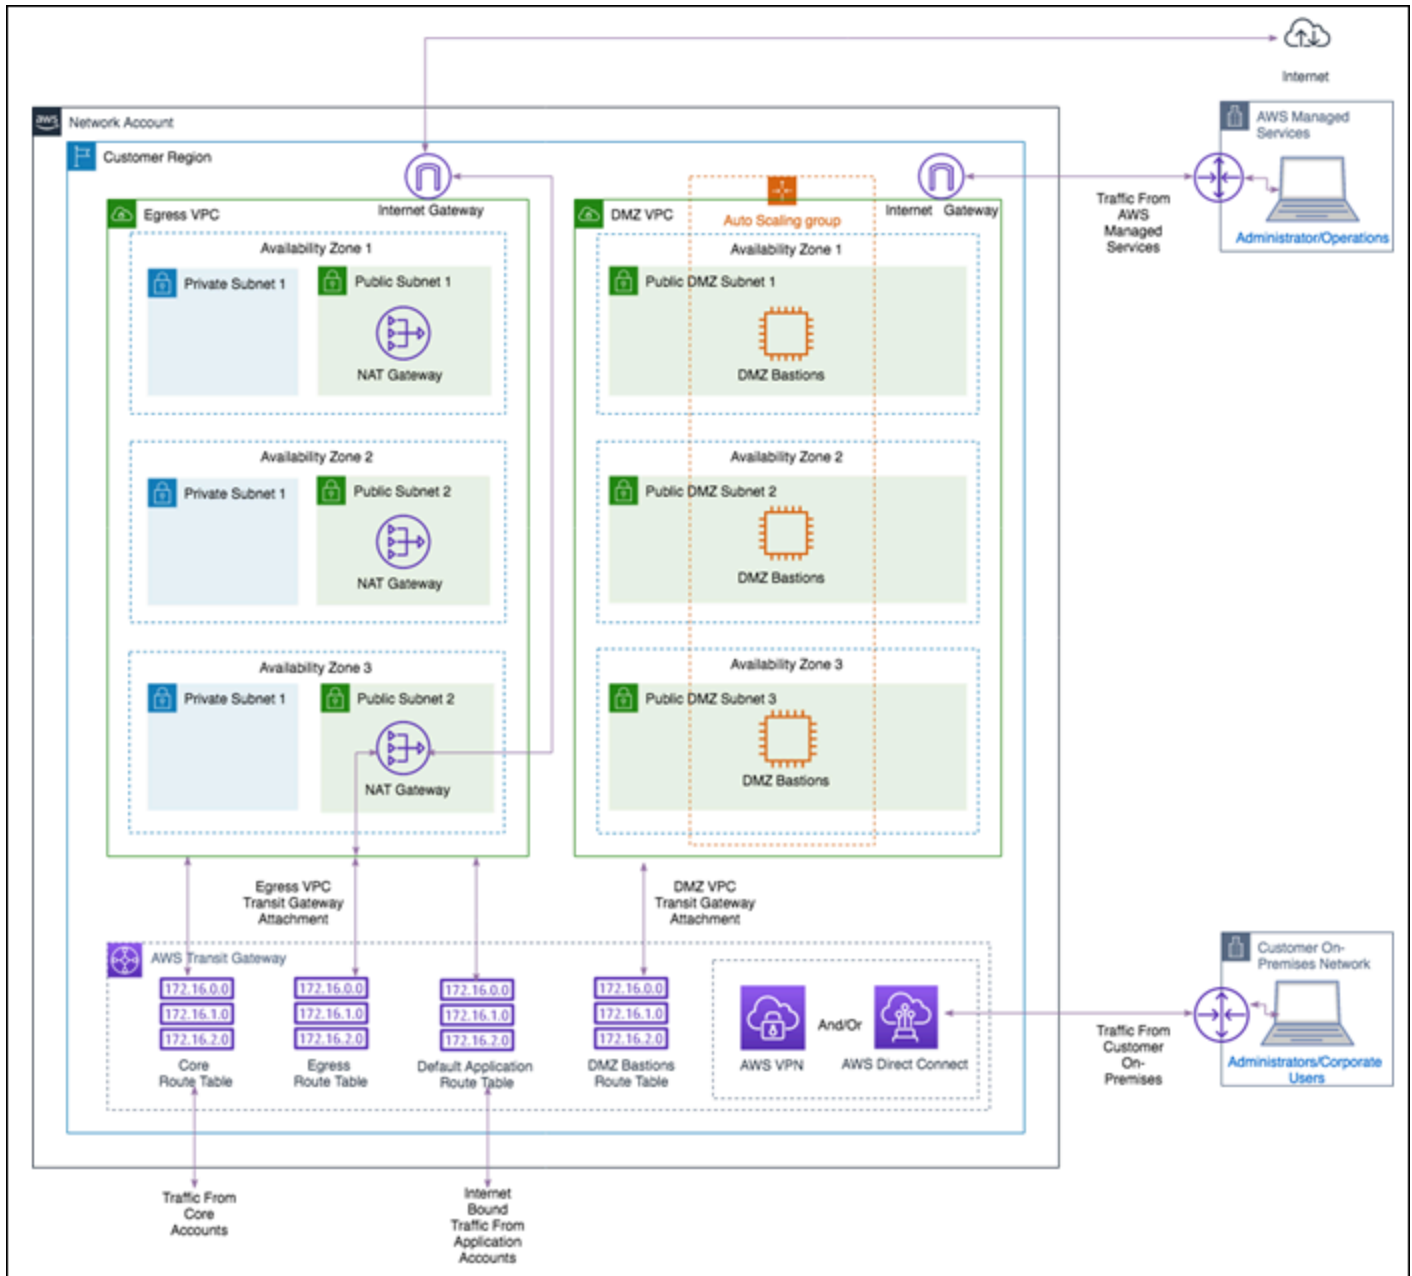 Internet
aws
Network Account
AWS Managed
Services
Customer Region
Internet Gateway
Traffic From
AWS
Managed
Services
Administrator/Operations
Egress VPC
DMZ VPC
Auto Scaling group
Internet Gateway
Availability Zone 1
Private Subnet 1
Public Subnet 1
NAT Gateway
Availability Zone 1
Public DMZ Subnet 1
DMZ Bastions
Availability Zone 2
Private Subnet 1
Public Subnet 2
NAT Gateway
Availability Zone 2
Public DMZ Subnet 2
DMZ Bastions
Availability Zone 3
Private Subnet 1
Public Subnet 2
NAT Gateway
Availability Zone 3
Public DMZ Subnet 3
DMZ Bastions
Egress VPC
Transit Gateway
Attachment
DMZ VPC
Transit Gateway
Attachment
AWS Transit Gateway
172.16.0.0
172.16.1.0
172.16.2.0
Core
Route Table
172.16.0.0
172.16.1.0
172.16.2.0
Egress
Route Table
172.16.0.0
172.16.1.0
172.16.2.0
Default Application
Route Table
172.16.0.0
172.16.1.0
172.16.2.0
DMZ Bastions
Route Table
AWS VPN
And/Or
AWS Direct Connect
Traffic From
Customer
On-
Premises
Customer On-
Premises Network
Administrators/Corporate
Users
Traffic From
Core
Accounts
Internet
Bound
Traffic From
Application
Accounts